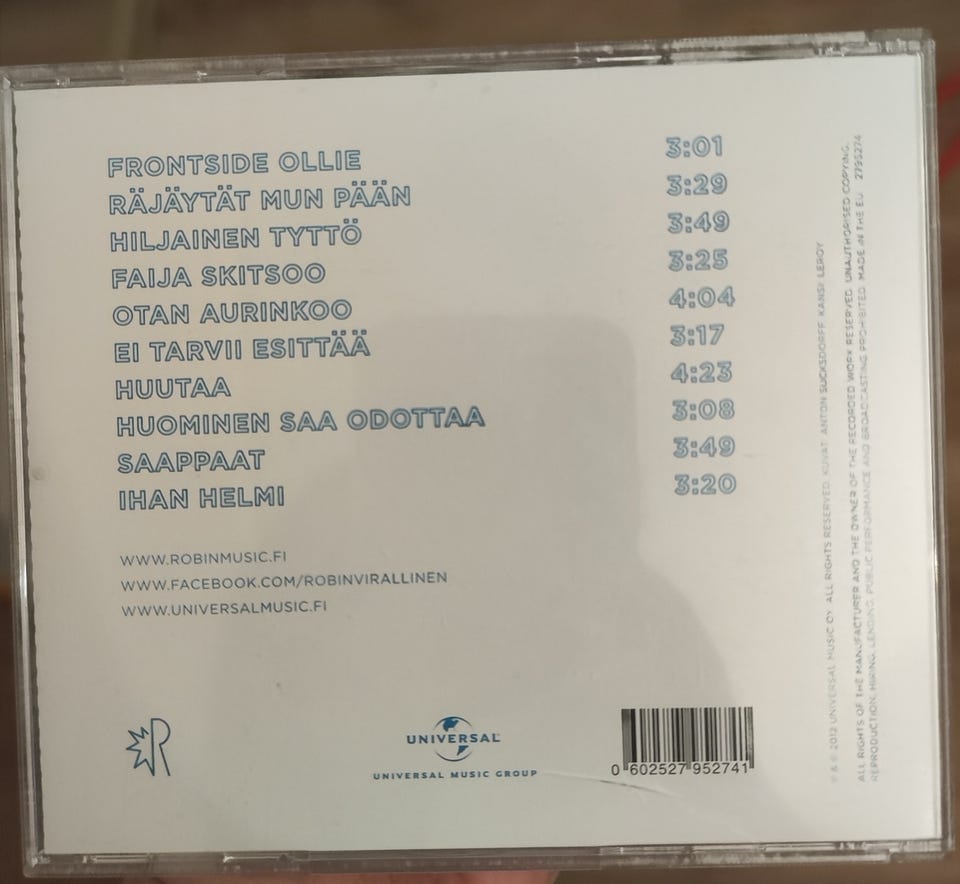 FRONTSIDE OLLIE 3:01
RÄJÄYTÄT MUN PÄÄN 3:29
HILJAINEN TYTTÖ 3:49
FAIJA SKITSOO 3:25
OTAN AURINKOO 4:04
EI TARVII ESITTÄÄ 3:17
HUUTAA 4:23
HUOMINEN SAA ODOTTAA 3:08
SAAPPAAT 3:49
IHAN HELMI 3:20
WWW.ROBINMUSIC.FI
WWW.FACEBOOK.COM/ROBINVIRALLINEN
WWW.UNIVERSALMUSIC.FI
R
UNIVERSAL
UNIVERSAL MUSIC GROUP
0 602527 952741
℗ & © 2012 UNIVERSAL MUSIC OY. ALL RIGHTS RESERVED. KUVAT: ANTON SUCKSDORFF KANSI: LEROY
ALL RIGHTS OF THE MANUFACTURER AND THE OWNER OF THE RECORDED WORK RESERVED. UNAUTHORISED COPYING,
REPRODUCTION, HIRING, LENDING, PUBLIC PERFORMANCE AND BROADCASTING PROHIBITED. MADE IN THE EU 2795274